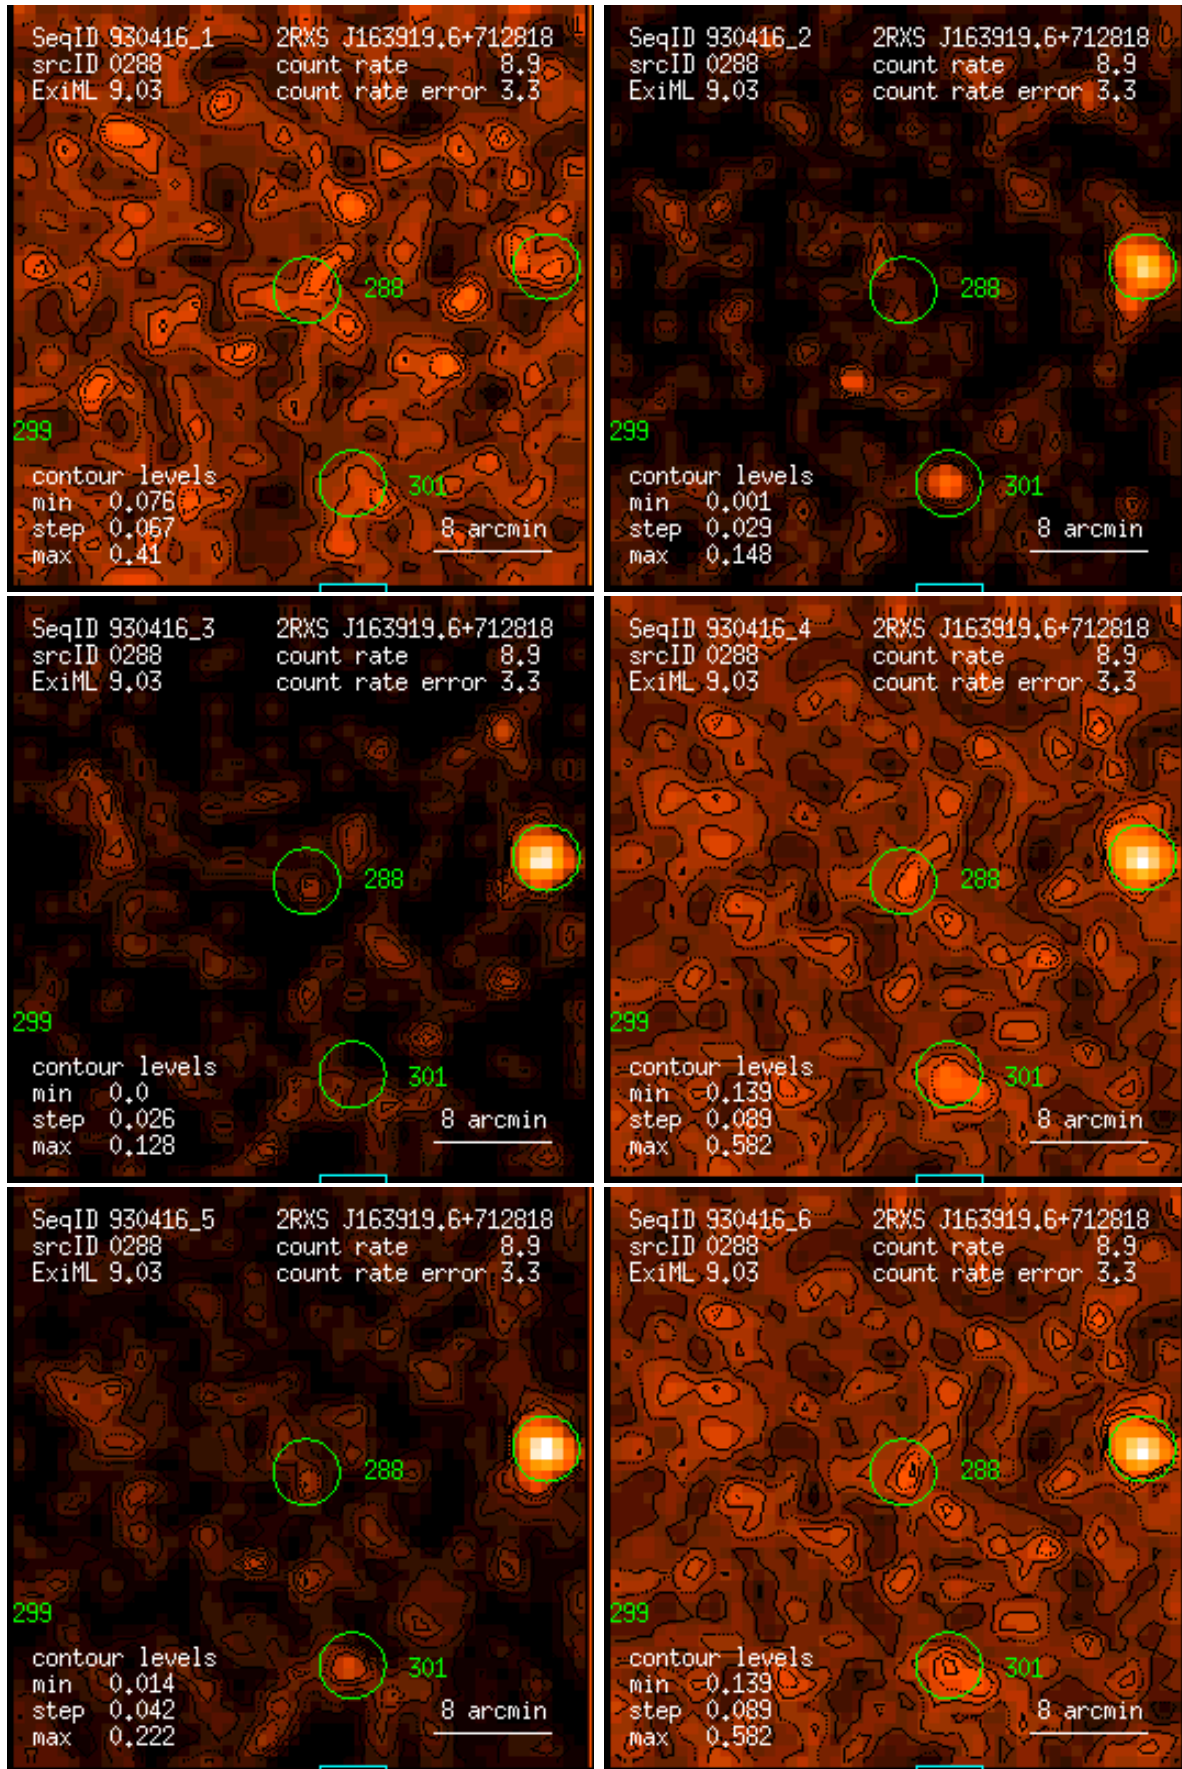 SeqID 930416_1 2RXS J163919.6+712818
srcID 0288 count rate 8.9
ExiML 9.03 count rate error 3.3
288
299
contour levels
301
min 0.076
step 0.067 8 arcmin
max 0.41
SeqID 930416_2 2RXS J163919.6+712818
srcID 0288 count rate 8.9
ExiML 9.03 count rate error 3.3
288
299
contour levels
301
min 0.001
step 0.029 8 arcmin
max 0.148
SeqID 930416_3 2RXS J163919.6+712818
srcID 0288 count rate 8.9
ExiML 9.03 count rate error 3.3
288
299
contour levels
301
min 0.0
step 0.026 8 arcmin
max 0.128
SeqID 930416_4 2RXS J163919.6+712818
srcID 0288 count rate 8.9
ExiML 9.03 count rate error 3.3
288
299
contour levels
301
min 0.139
step 0.089 8 arcmin
max 0.582
SeqID 930416_5 2RXS J163919.6+712818
srcID 0288 count rate 8.9
ExiML 9.03 count rate error 3.3
288
299
contour levels
301
min 0.014
step 0.042 8 arcmin
max 0.222
SeqID 930416_6 2RXS J163919.6+712818
srcID 0288 count rate 8.9
ExiML 9.03 count rate error 3.3
288
299
contour levels
301
min 0.139
step 0.089 8 arcmin
max 0.582